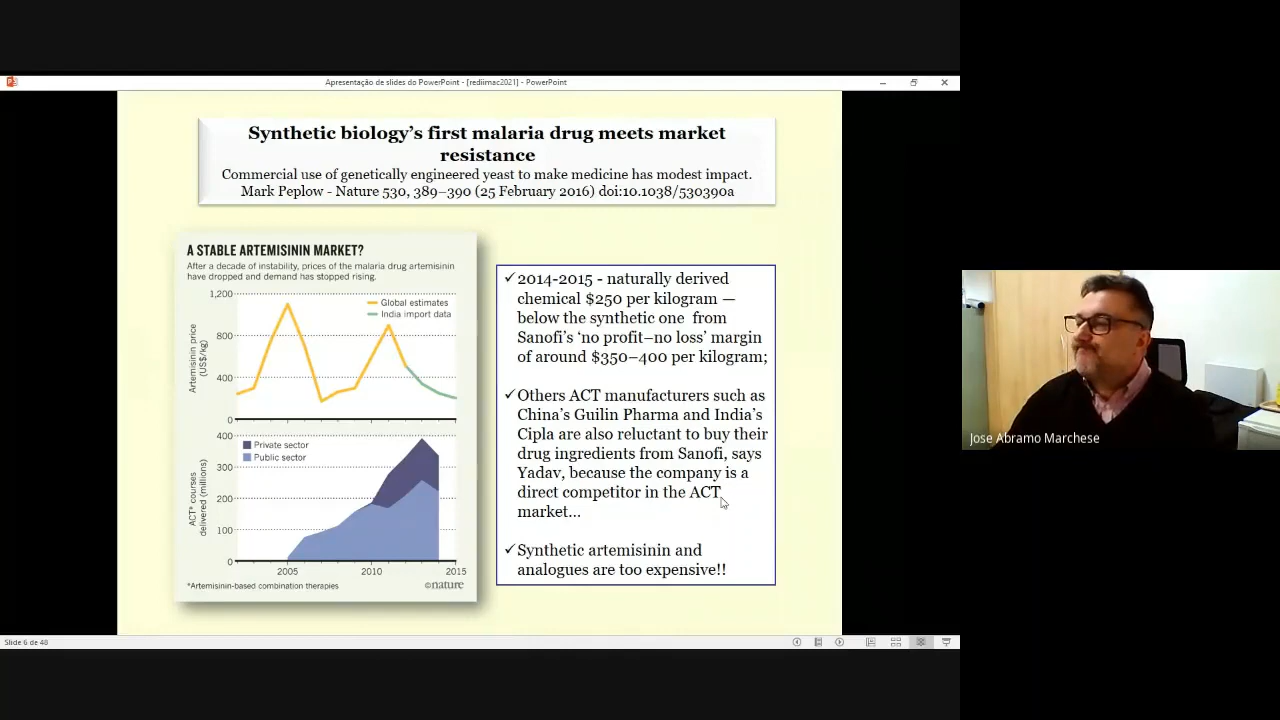 Apresentação de slides do PowerPoint - [rediimac2021] - PowerPoint
Synthetic biology's first malaria drug meets market
resistance
Commercial use of genetically engineered yeast to make medicine has modest impact.
Mark Peplow - Nature 530, 389–390 (25 February 2016) doi:10.1038/530390a
A STABLE ARTEMISININ MARKET?
After a decade of instability, prices of the malaria drug artemisinin
have dropped and demand has stopped rising.
1,200
800
400
0
Artemisinin price
(US$/kg)
Global estimates
India import data
400
300
200
100
0
ACT* courses
delivered (millions)
Private sector
Public sector
2005
2010
2015
*Artemisinin-based combination therapies
©nature
✓2014-2015 - naturally derived
chemical $250 per kilogram —
below the synthetic one from
Sanofi's 'no profit–no loss' margin
of around $350–400 per kilogram;
✓Others ACT manufacturers such as
China's Guilin Pharma and India's
Cipla are also reluctant to buy their
drug ingredients from Sanofi, says
Yadav, because the company is a
direct competitor in the ACT
market...
✓Synthetic artemisinin and
analogues are too expensive!!
Jose Abramo Marchese
Slide 6 de 48